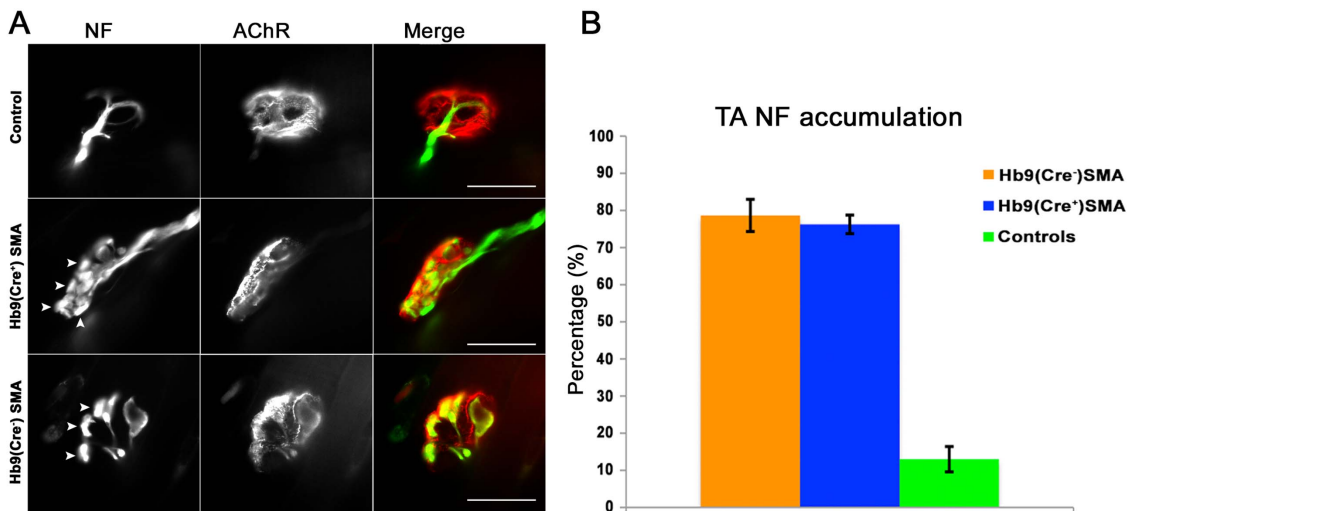 A
NF
AChR
Merge
Control
Hb9(Cre⁺) SMA
Hb9(Cre⁻) SMA
B
TA NF accumulation
Percentage (%)
100
90
80
70
60
50
40
30
20
10
0
Hb9(Cre⁻)SMA
Hb9(Cre⁺)SMA
Controls